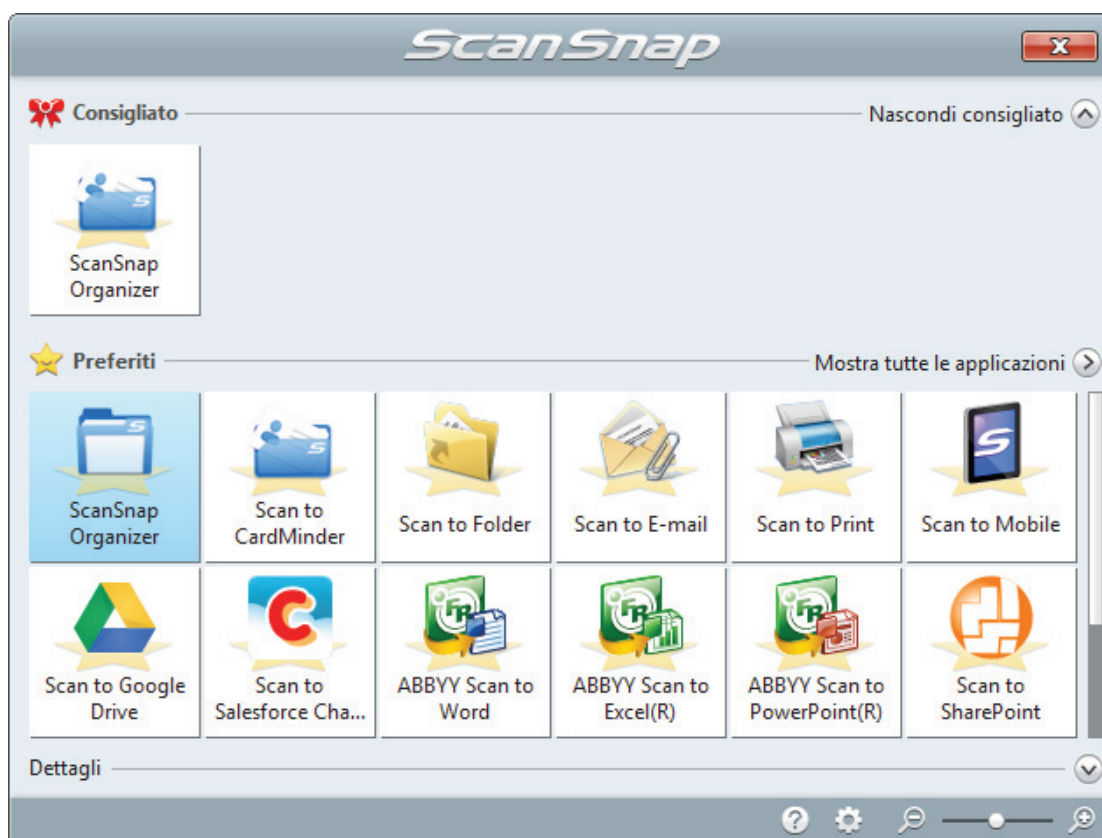 ScanSnap
Consigliato
Nascondi consigliato
ScanSnap
Organizer
Preferiti
Mostra tutte le applicazioni
ScanSnap
Organizer
Scan to
CardMinder
Scan to Folder
Scan to E-mail
Scan to Print
Scan to Mobile
Scan to Google
Drive
Scan to
Salesforce Cha...
ABBYY Scan to
Word
ABBYY Scan to
Excel(R)
ABBYY Scan to
PowerPoint(R)
Scan to
SharePoint
Dettagli